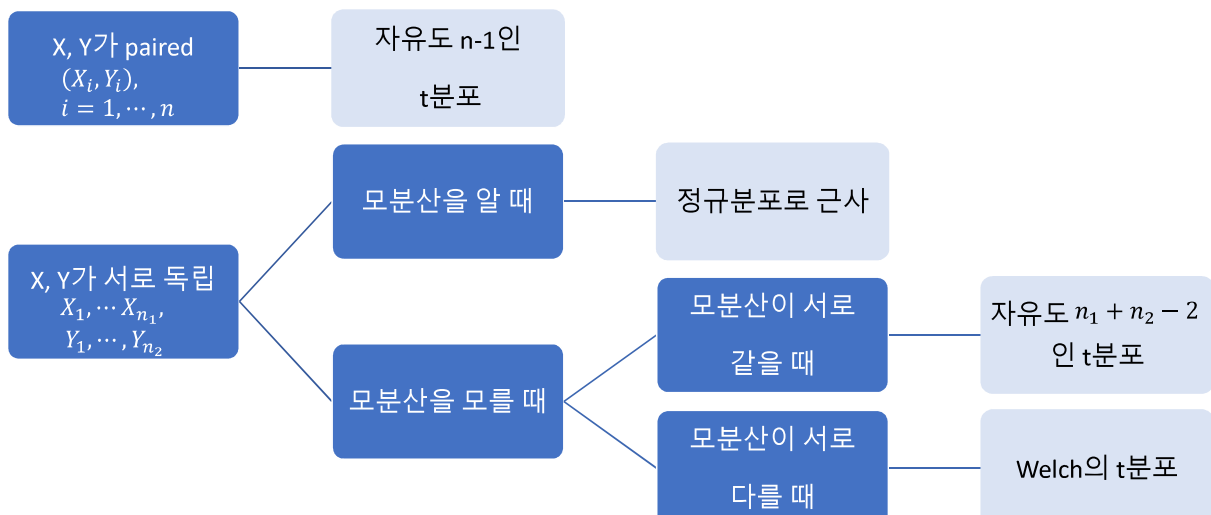 X, Y가 paired
(X_i, Y_i),
i = 1, ⋯, n
자유도 n-1인
t분포
모분산을 알 때
정규분포로 근사
X, Y가 서로 독립
X_1, ⋯ X_{n_1},
Y_1, ⋯, Y_{n_2}
모분산을 모를 때
모분산이 서로
같을 때
자유도 n_1 + n_2 − 2
인 t분포
모분산이 서로
다를 때
Welch의 t분포